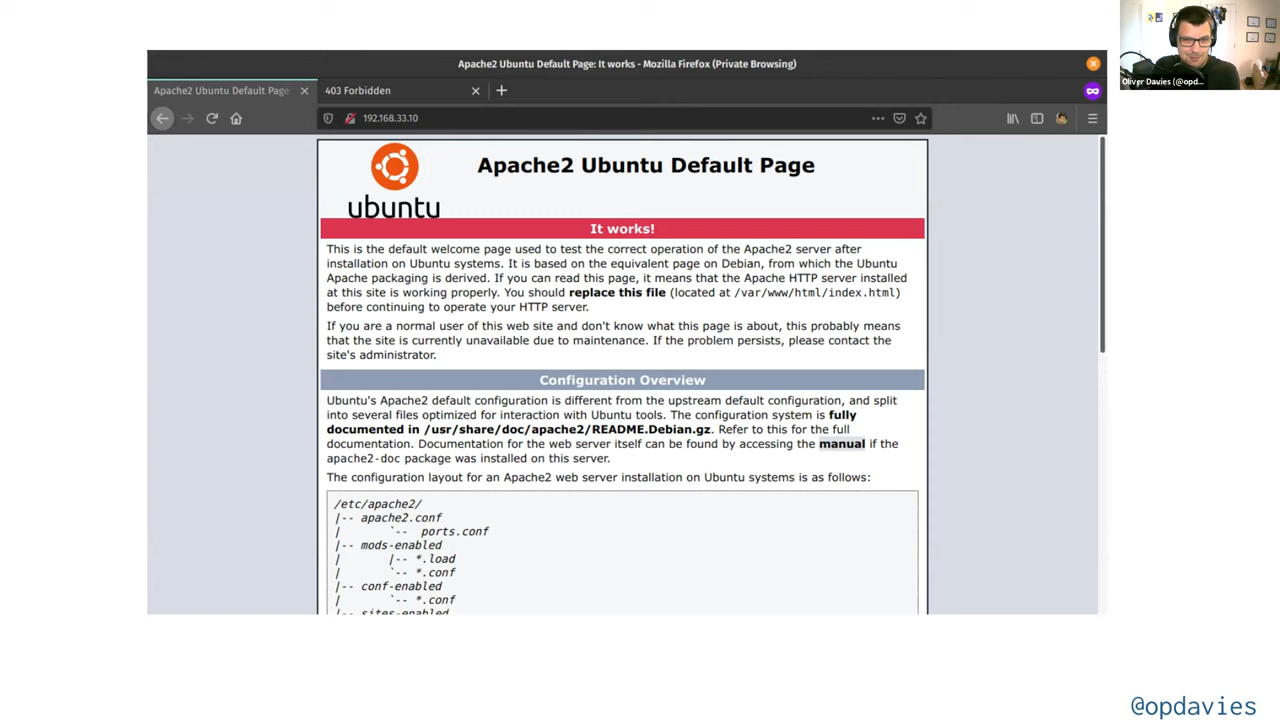 Apache2 Ubuntu Default Page: It works - Mozilla Firefox (Private Browsing)
Apache2 Ubuntu Default Page
403 Forbidden
192.168.33.10
Oliver Davies (@opd...
ubuntu
Apache2 Ubuntu Default Page
It works!
This is the default welcome page used to test the correct operation of the Apache2 server after
installation on Ubuntu systems. It is based on the equivalent page on Debian, from which the Ubuntu
Apache packaging is derived. If you can read this page, it means that the Apache HTTP server installed
at this site is working properly. You should replace this file (located at /var/www/html/index.html)
before continuing to operate your HTTP server.
If you are a normal user of this web site and don't know what this page is about, this probably means
that the site is currently unavailable due to maintenance. If the problem persists, please contact the
site's administrator.
Configuration Overview
Ubuntu's Apache2 default configuration is different from the upstream default configuration, and split
into several files optimized for interaction with Ubuntu tools. The configuration system is fully
documented in /usr/share/doc/apache2/README.Debian.gz. Refer to this for the full
documentation. Documentation for the web server itself can be found by accessing the manual if the
apache2-doc package was installed on this server.
The configuration layout for an Apache2 web server installation on Ubuntu systems is as follows:
/etc/apache2/
|-- apache2.conf
|       `--  ports.conf
|-- mods-enabled
|       |-- *.load
|       `-- *.conf
|-- conf-enabled
|       `-- *.conf
|-- sites-enabled
@opdavies